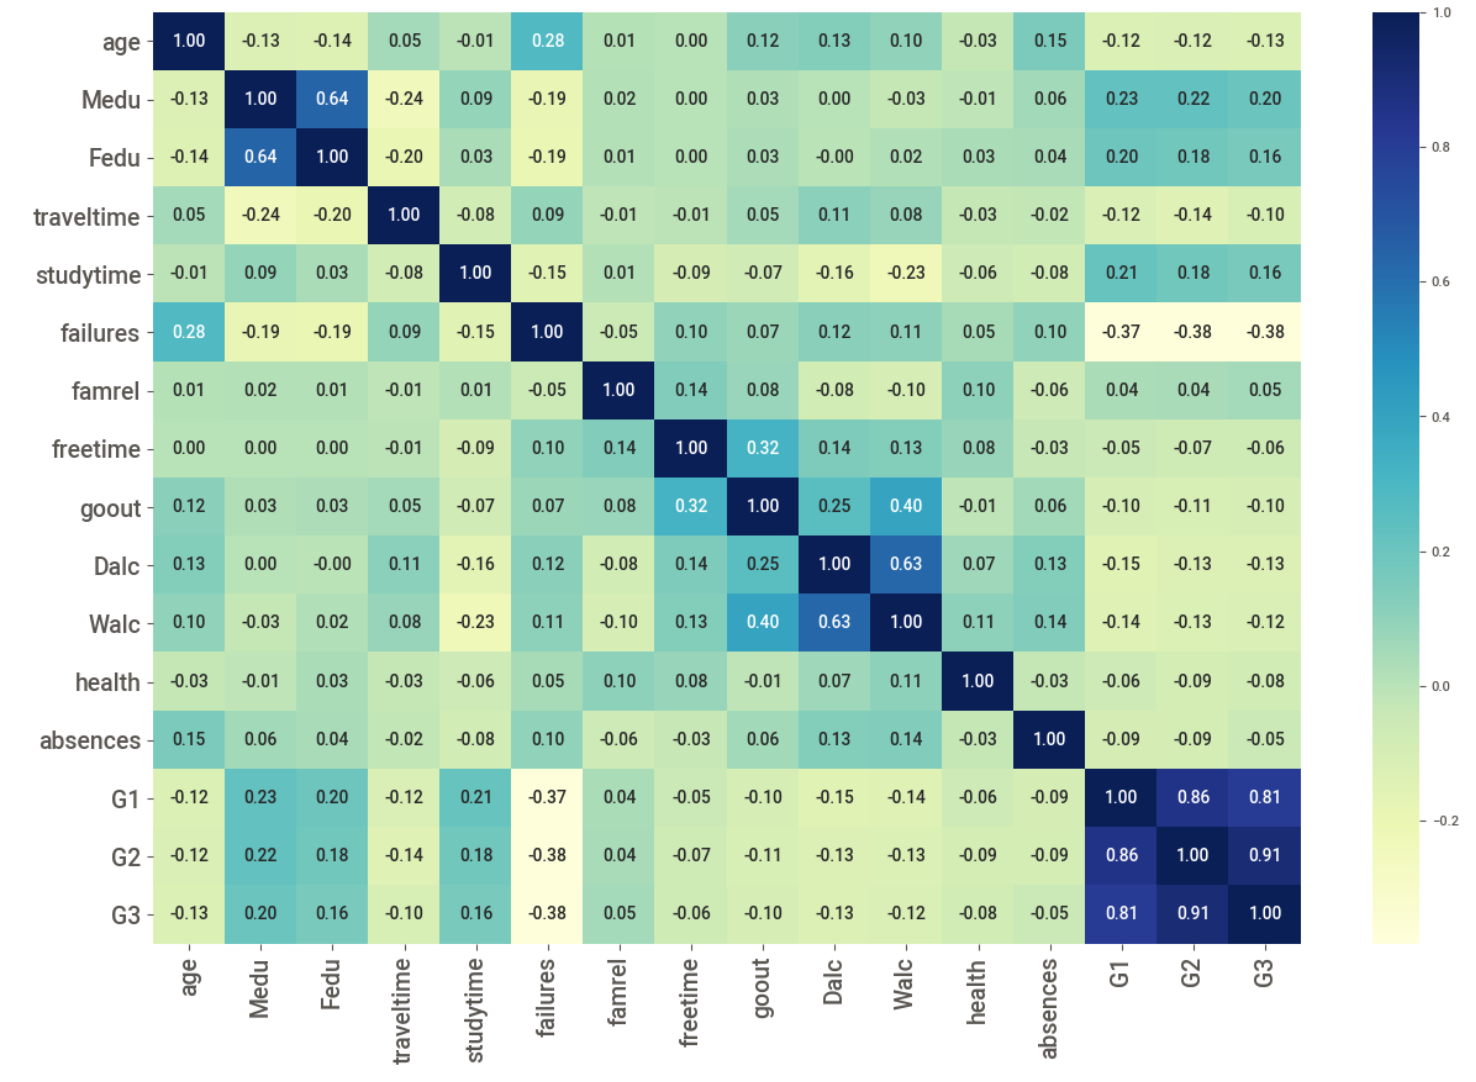 age 1.00 -0.13 -0.14 0.05 -0.01 0.28 0.01 0.00 0.12 0.13 0.10 -0.03 0.15 -0.12 -0.12 -0.13
Medu -0.13 1.00 0.64 -0.24 0.09 -0.19 0.02 0.00 0.03 0.00 -0.03 -0.01 0.06 0.23 0.22 0.20
Fedu -0.14 0.64 1.00 -0.20 0.03 -0.19 0.01 0.00 0.03 -0.00 0.02 0.03 0.04 0.20 0.18 0.16
traveltime 0.05 -0.24 -0.20 1.00 -0.08 0.09 -0.01 -0.01 0.05 0.11 0.08 -0.03 -0.02 -0.12 -0.14 -0.10
studytime -0.01 0.09 0.03 -0.08 1.00 -0.15 0.01 -0.09 -0.07 -0.16 -0.23 -0.06 -0.08 0.21 0.18 0.16
failures 0.28 -0.19 -0.19 0.09 -0.15 1.00 -0.05 0.10 0.07 0.12 0.11 0.05 0.10 -0.37 -0.38 -0.38
famrel 0.01 0.02 0.01 -0.01 0.01 -0.05 1.00 0.14 0.08 -0.08 -0.10 0.10 -0.06 0.04 0.04 0.05
freetime 0.00 0.00 0.00 -0.01 -0.09 0.10 0.14 1.00 0.32 0.14 0.13 0.08 -0.03 -0.05 -0.07 -0.06
goout 0.12 0.03 0.03 0.05 -0.07 0.07 0.08 0.32 1.00 0.25 0.40 -0.01 0.06 -0.10 -0.11 -0.10
Dalc 0.13 0.00 -0.00 0.11 -0.16 0.12 -0.08 0.14 0.25 1.00 0.63 0.07 0.13 -0.15 -0.13 -0.13
Walc 0.10 -0.03 0.02 0.08 -0.23 0.11 -0.10 0.13 0.40 0.63 1.00 0.11 0.14 -0.14 -0.13 -0.12
health -0.03 -0.01 0.03 -0.03 -0.06 0.05 0.10 0.08 -0.01 0.07 0.11 1.00 -0.03 -0.06 -0.09 -0.08
absences 0.15 0.06 0.04 -0.02 -0.08 0.10 -0.06 -0.03 0.06 0.13 0.14 -0.03 1.00 -0.09 -0.09 -0.05
G1 -0.12 0.23 0.20 -0.12 0.21 -0.37 0.04 -0.05 -0.10 -0.15 -0.14 -0.06 -0.09 1.00 0.86 0.81
G2 -0.12 0.22 0.18 -0.14 0.18 -0.38 0.04 -0.07 -0.11 -0.13 -0.13 -0.09 -0.09 0.86 1.00 0.91
G3 -0.13 0.20 0.16 -0.10 0.16 -0.38 0.05 -0.06 -0.10 -0.13 -0.12 -0.08 -0.05 0.81 0.91 1.00
age Medu Fedu traveltime studytime failures famrel freetime goout Dalc Walc health absences G1 G2 G3
1.0
0.8
0.6
0.4
0.2
0.0
-0.2